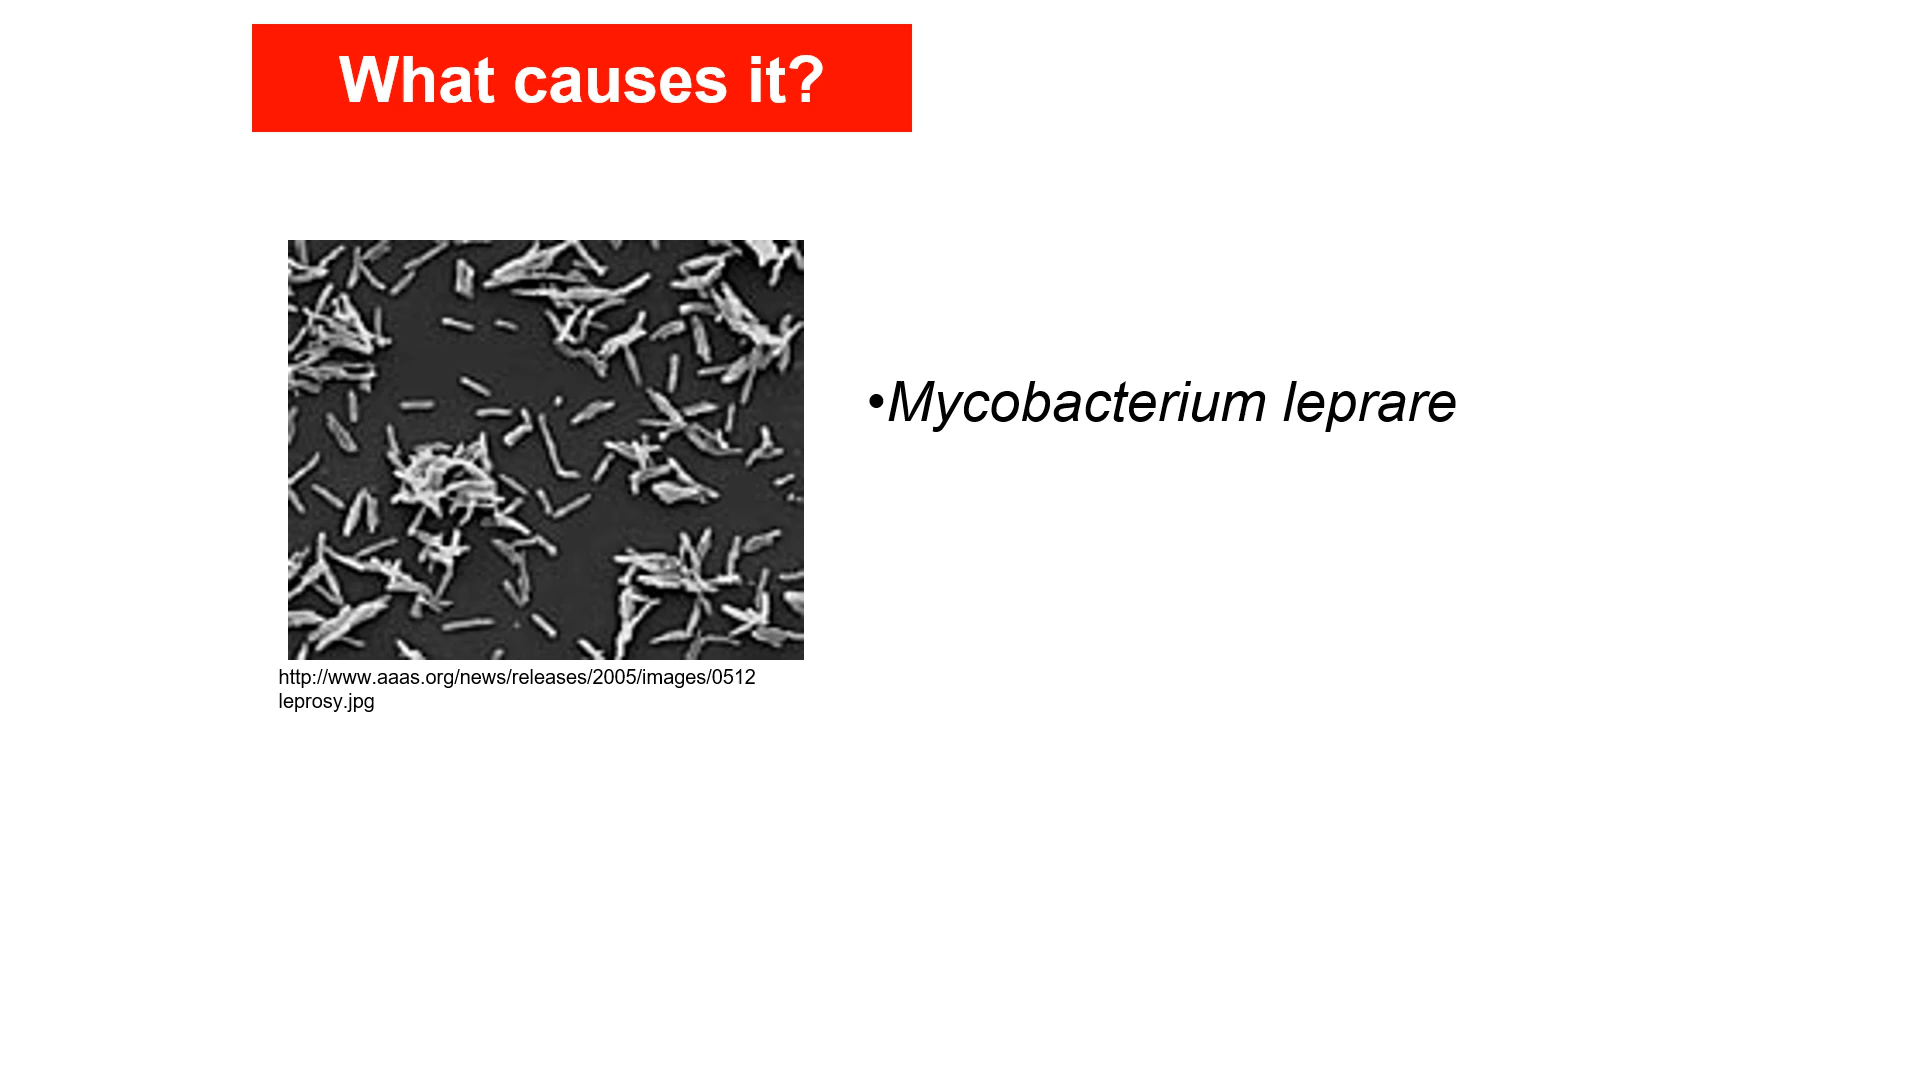 What causes it?
•Mycobacterium leprare
http://www.aaas.org/news/releases/2005/images/0512
leprosy.jpg